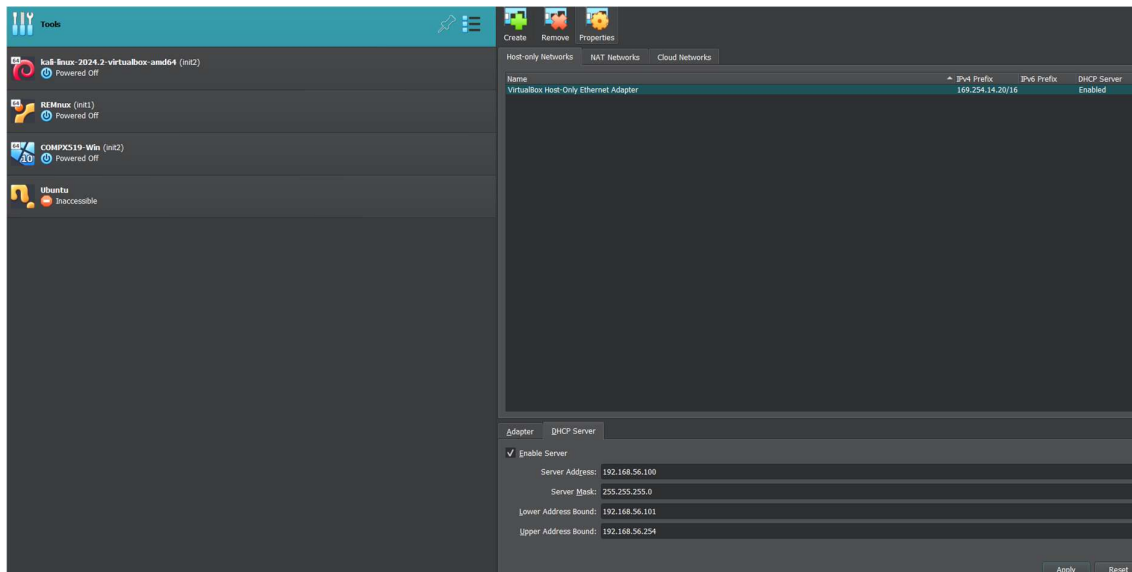 Tools
64
kali-linux-2024.2-virtualbox-amd64 (init2)
Powered Off
64
REMnux (init1)
Powered Off
64
10
COMPX519-Win (init2)
Powered Off
Ubuntu
Inaccessible
Create Remove Properties
Host-only Networks NAT Networks Cloud Networks
Name IPv4 Prefix IPv6 Prefix DHCP Server
VirtualBox Host-Only Ethernet Adapter 169.254.14.20/16 Enabled
Adapter DHCP Server
Enable Server
Server Address: 192.168.56.100
Server Mask: 255.255.255.0
Lower Address Bound: 192.168.56.101
Upper Address Bound: 192.168.56.254
Apply Reset